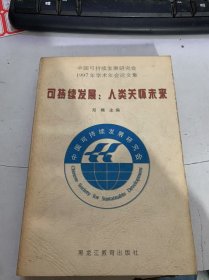 中国可持续发展研究会
1997年学术年会论文集
可持续发展：人类关怀未来
主编
中国可持续发展研究会
Chinese Society for Sustainable Development
黑龙江教育出版社